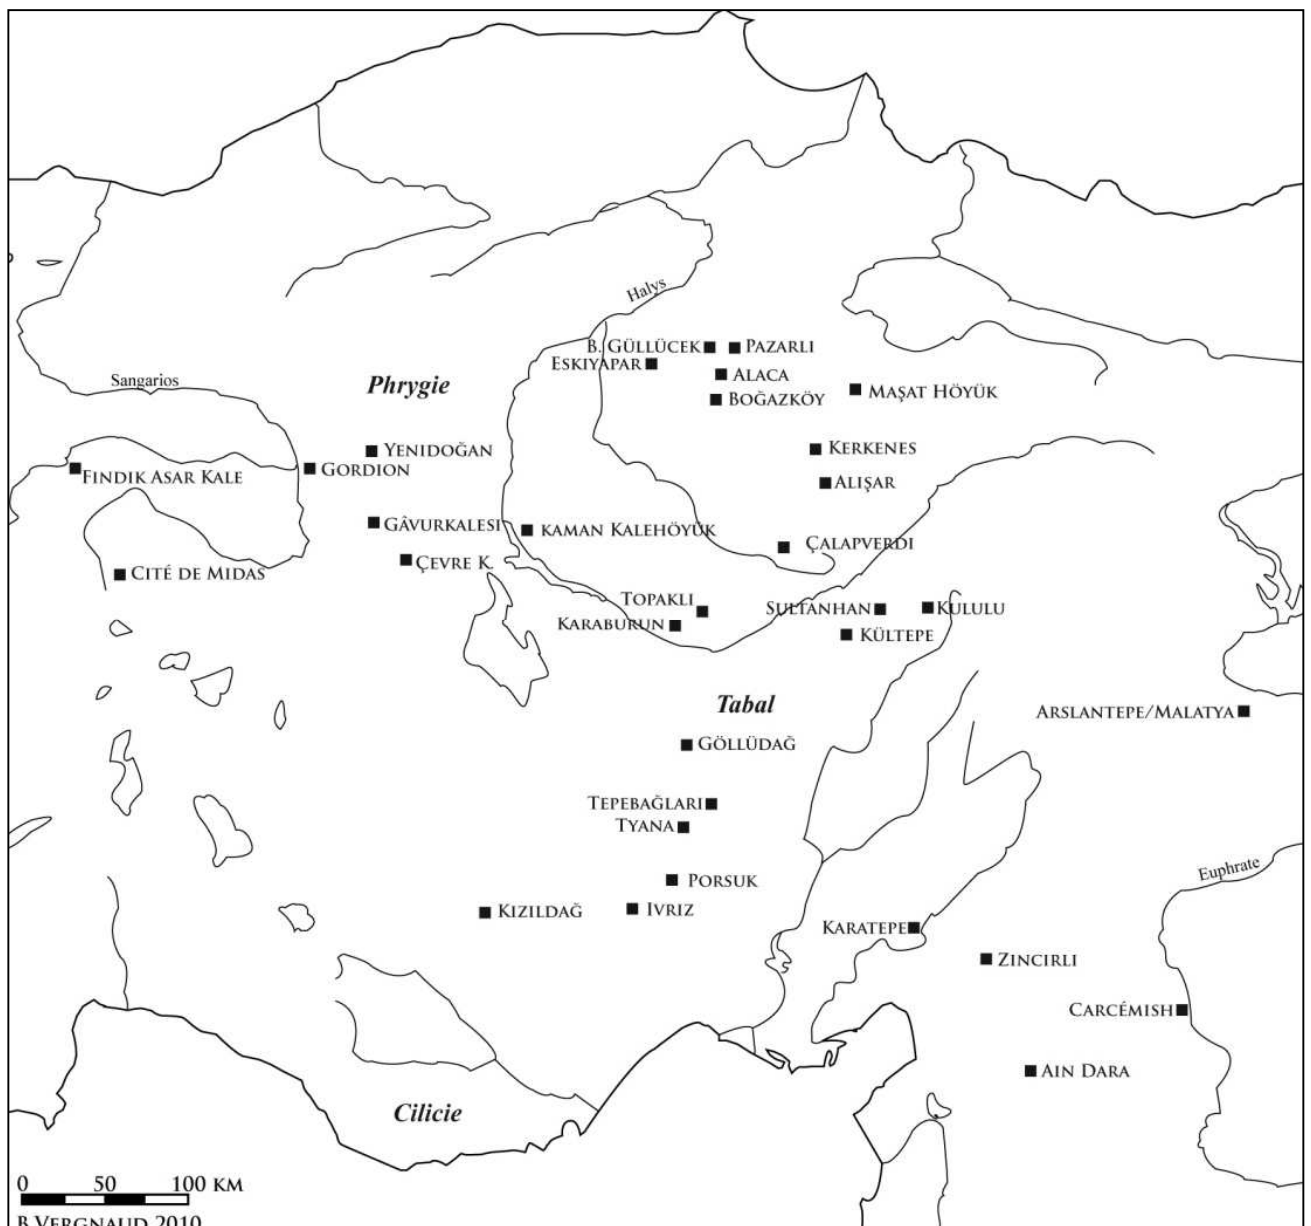 Halys
B. GÜLLÜCEK
PAZARLI
ESKIYAPAR
ALACA
Sangarios
Phrygie
BOĞAZKÖY
MAŞAT HÖYÜK
YENIDOĞAN
KERKENES
FINDIK ASAR KALE
GORDION
ALIŞAR
GÂVURKALESI
KAMAN KALEHÖYÜK
ÇALAPVERDI
ÇEVRE K.
CITÉ DE MIDAS
TOPAKLI
SULTANHAN
KULULU
KARABURUN
KÜLTEPE
Tabal
ARSLANTEPE/MALATYA
GÖLLÜDAĞ
TEPEBAĞLARI
TYANA
Euphrate
PORSUK
KIZILDAĞ
IVRIZ
KARATEPE
ZINCIRLI
CARCÉMISH
AIN DARA
Cilicie
0 50 100 KM
B.VERGNAUD 2010